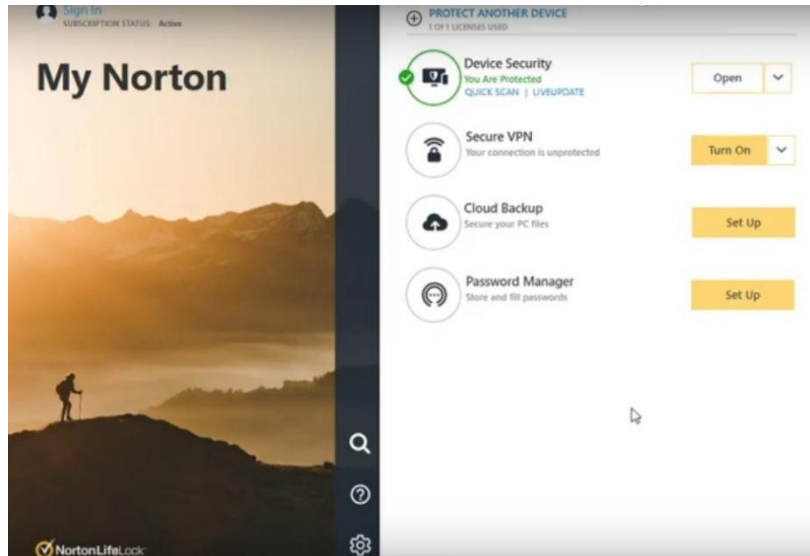 Sign In
SUBSCRIPTION STATUS: Active
My Norton
NortonLifeLock
PROTECT ANOTHER DEVICE
1 OF 1 LICENSES USED
Device Security
You Are Protected
QUICK SCAN | LIVEUPDATE
Open
Secure VPN
Your connection is unprotected
Turn On
Cloud Backup
Secure your PC files
Set Up
Password Manager
Store and fill passwords
Set Up